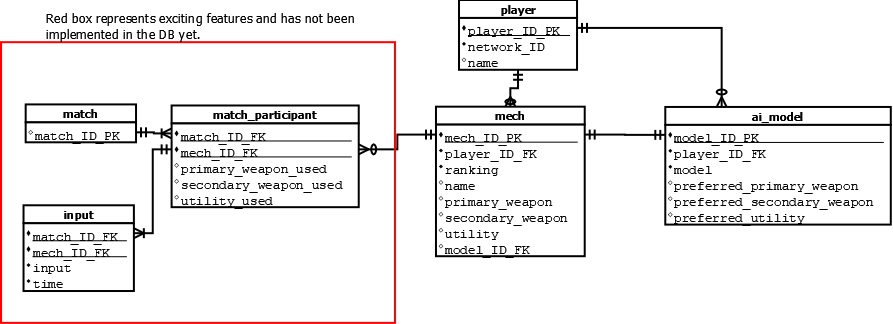 Red box represents exciting features and has not been
implemented in the DB yet.
player
player_ID_PK
network_ID
name
match
match_ID_PK
match_participant
match_ID_FK
mech_ID_FK
primary_weapon_used
secondary_weapon_used
utility_used
mech
mech_ID_PK
player_ID_FK
ranking
name
primary_weapon
secondary_weapon
utility
model_ID_FK
ai_model
model_ID_PK
player_ID_FK
model
preferred_primary_weapon
preferred_secondary_weapon
preferred_utility
input
match_ID_FK
mech_ID_FK
input
time